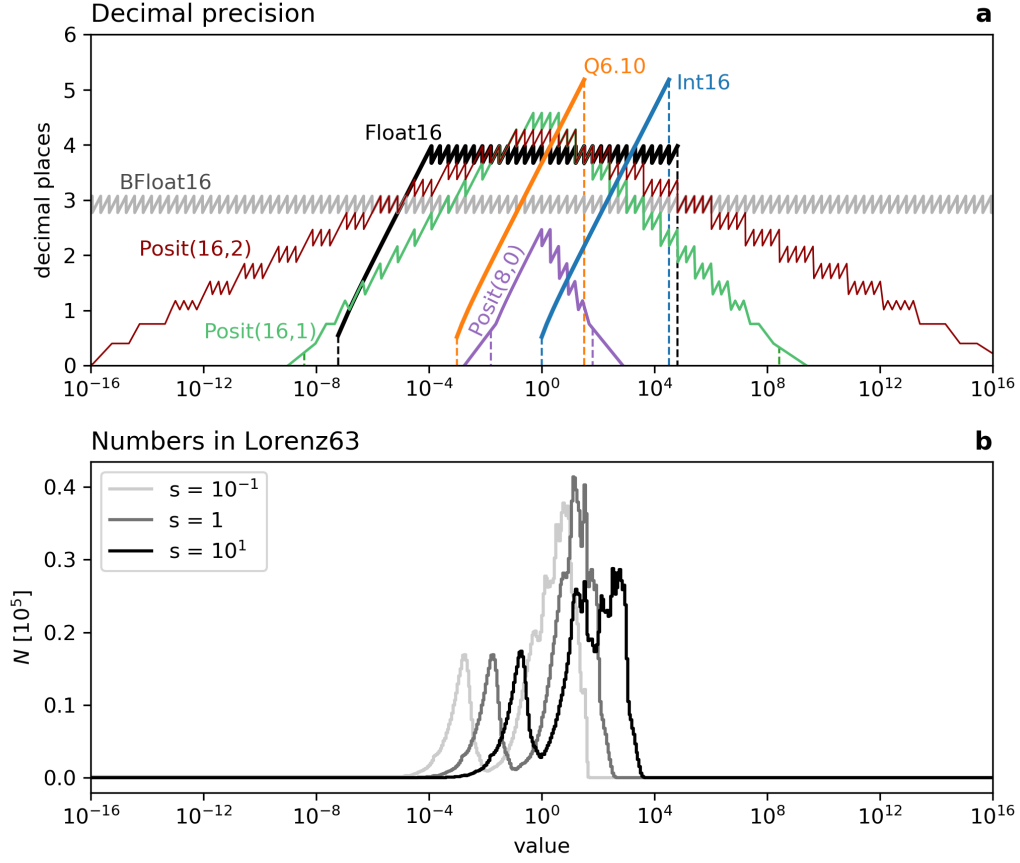 Decimal precision
a
6
5
4
3
2
1
0
decimal places
Q6.10
Int16
Float16
BFloat16
Posit(16,2)
Posit(8,0)
Posit(16,1)
10⁻¹⁶ 10⁻¹² 10⁻⁸ 10⁻⁴ 10⁰ 10⁴ 10⁸ 10¹² 10¹⁶
Numbers in Lorenz63
b
s = 10⁻¹
s = 1
s = 10¹
0.4
0.3
0.2
0.1
0.0
N [10⁵]
10⁻¹⁶ 10⁻¹² 10⁻⁸ 10⁻⁴ 10⁰ 10⁴ 10⁸ 10¹² 10¹⁶
value